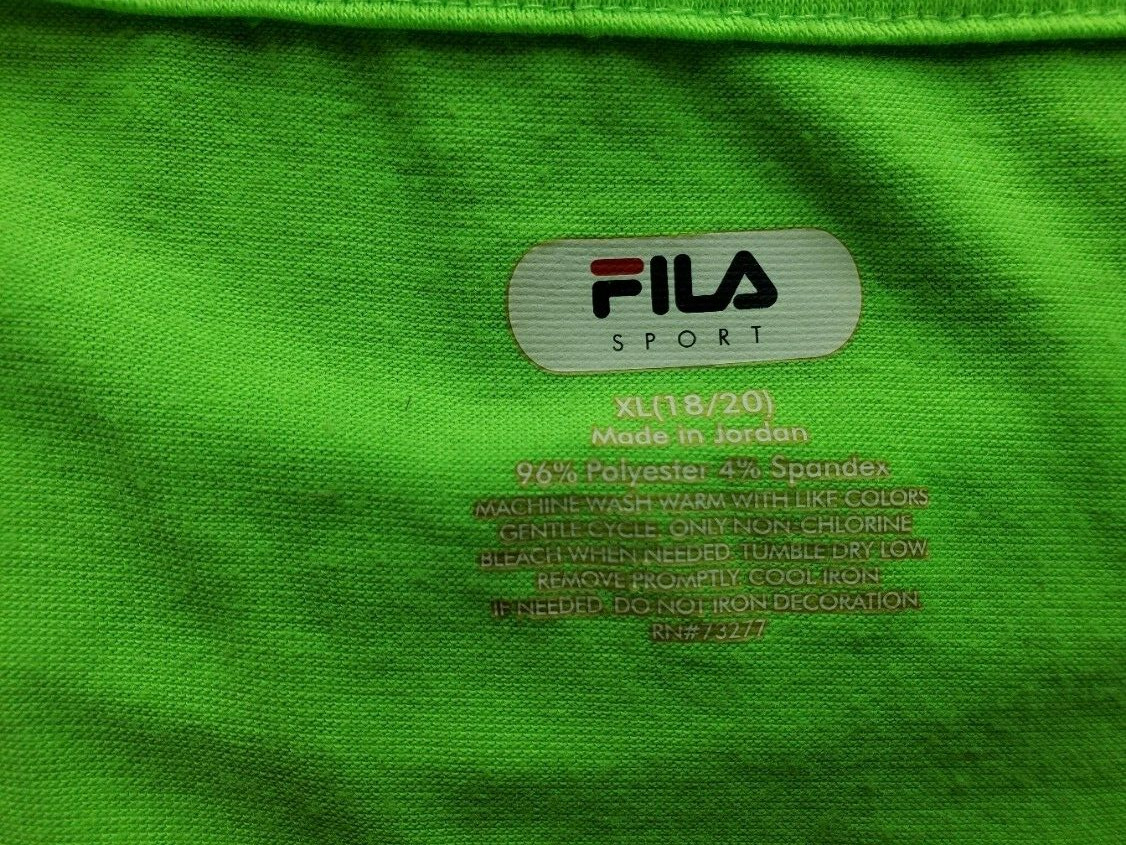 FILA
SPORT
XL(18/20)
Made in Jordan
96% Polyester 4% Spandex
MACHINE WASH WARM WITH LIKE COLORS
GENTLE CYCLE. ONLY NON-CHLORINE
BLEACH WHEN NEEDED. TUMBLE DRY LOW.
REMOVE PROMPTLY. COOL IRON
IF NEEDED. DO NOT IRON DECORATION.
RN#73277